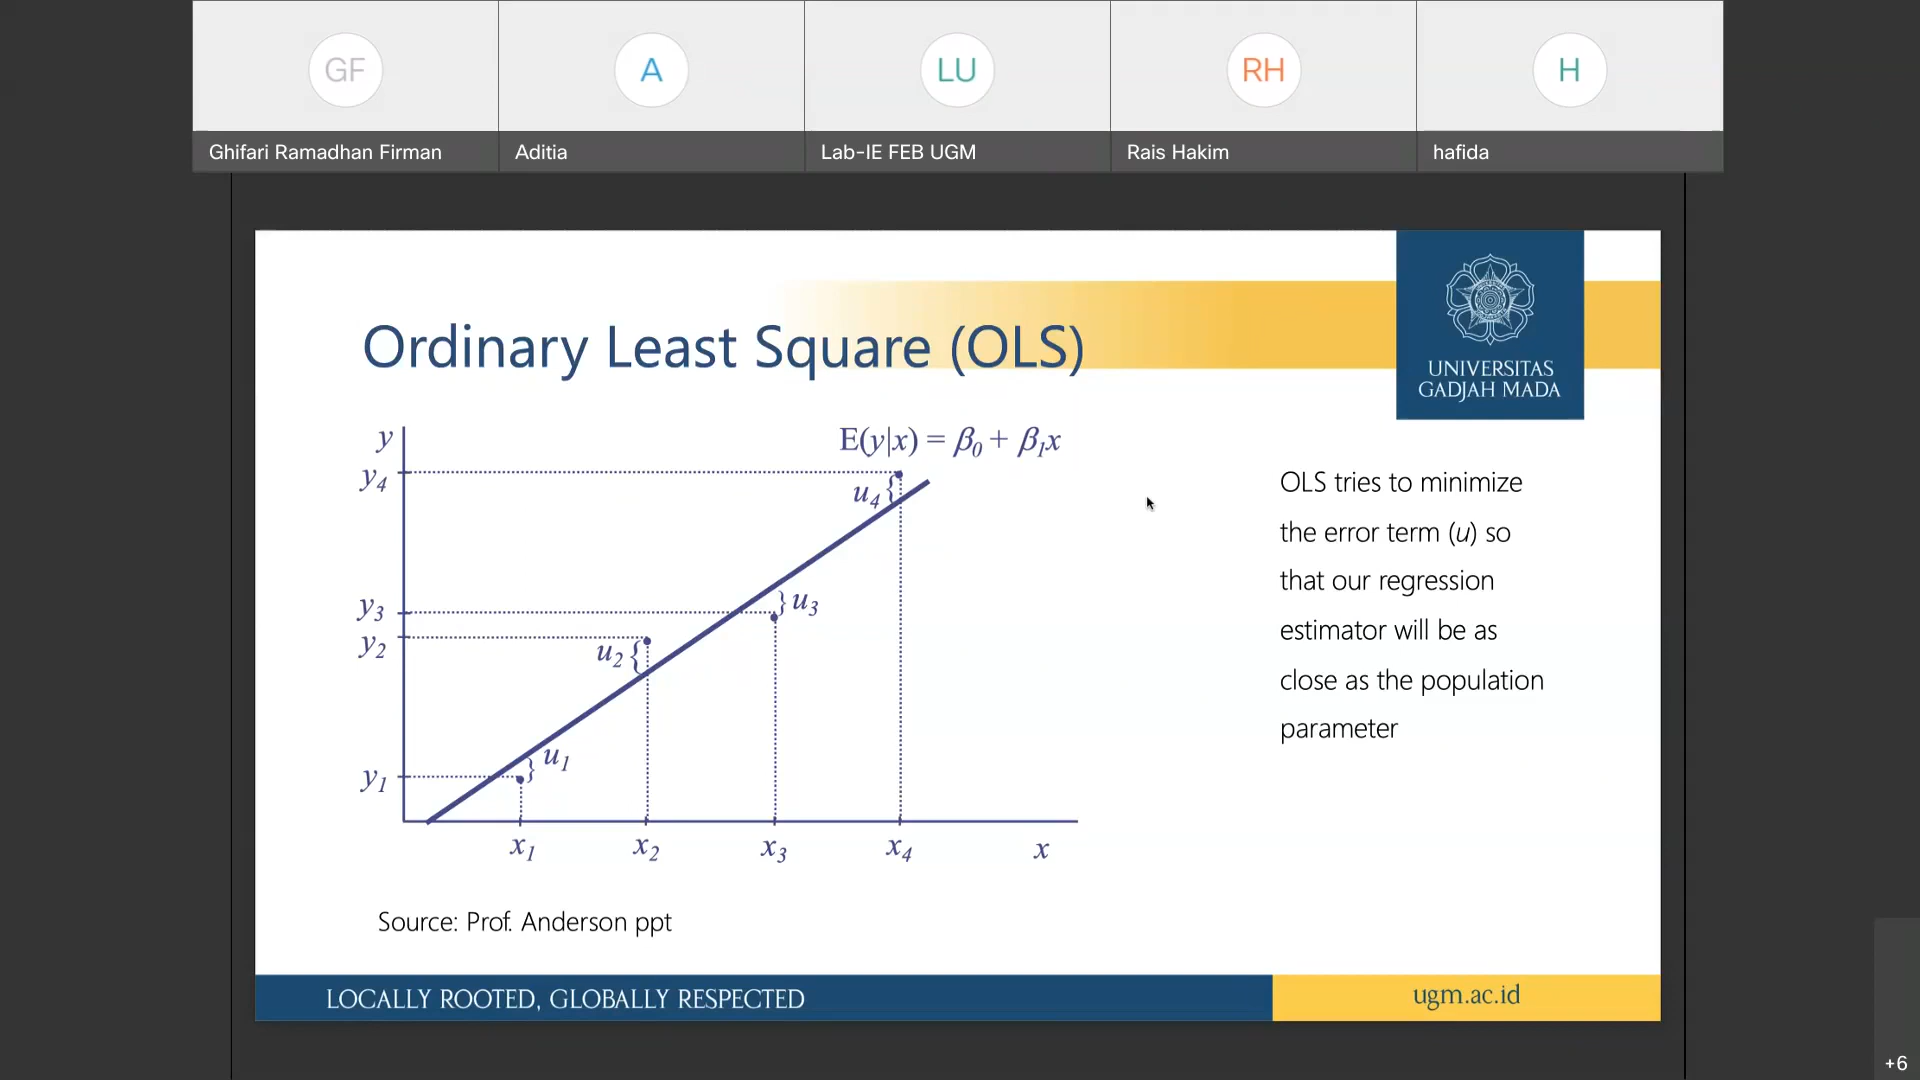 GF
A
LU
RH
H
Ghifari Ramadhan Firman
Aditia
Lab-IE FEB UGM
Rais Hakim
hafida
UNIVERSITAS
GADJAH MADA
Ordinary Least Square (OLS)
y
E(y|x) = β₀ + β₁x
y₄
u₄
y₃
u₃
y₂
u₂
y₁
u₁
x₁
x₂
x₃
x₄
x
OLS tries to minimize
the error term (u) so
that our regression
estimator will be as
close as the population
parameter
Source: Prof. Anderson ppt
LOCALLY ROOTED, GLOBALLY RESPECTED
ugm.ac.id
+6